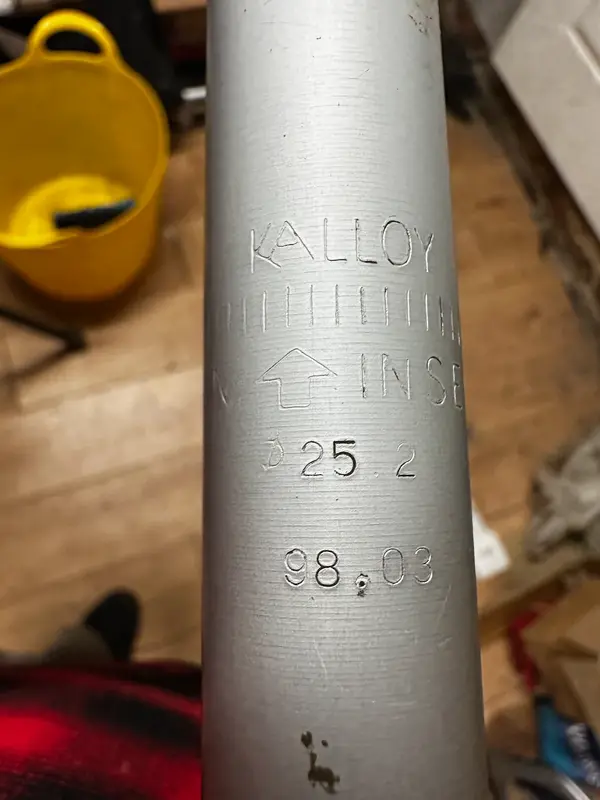 KALLOY
INSE
D 25.2
98.03